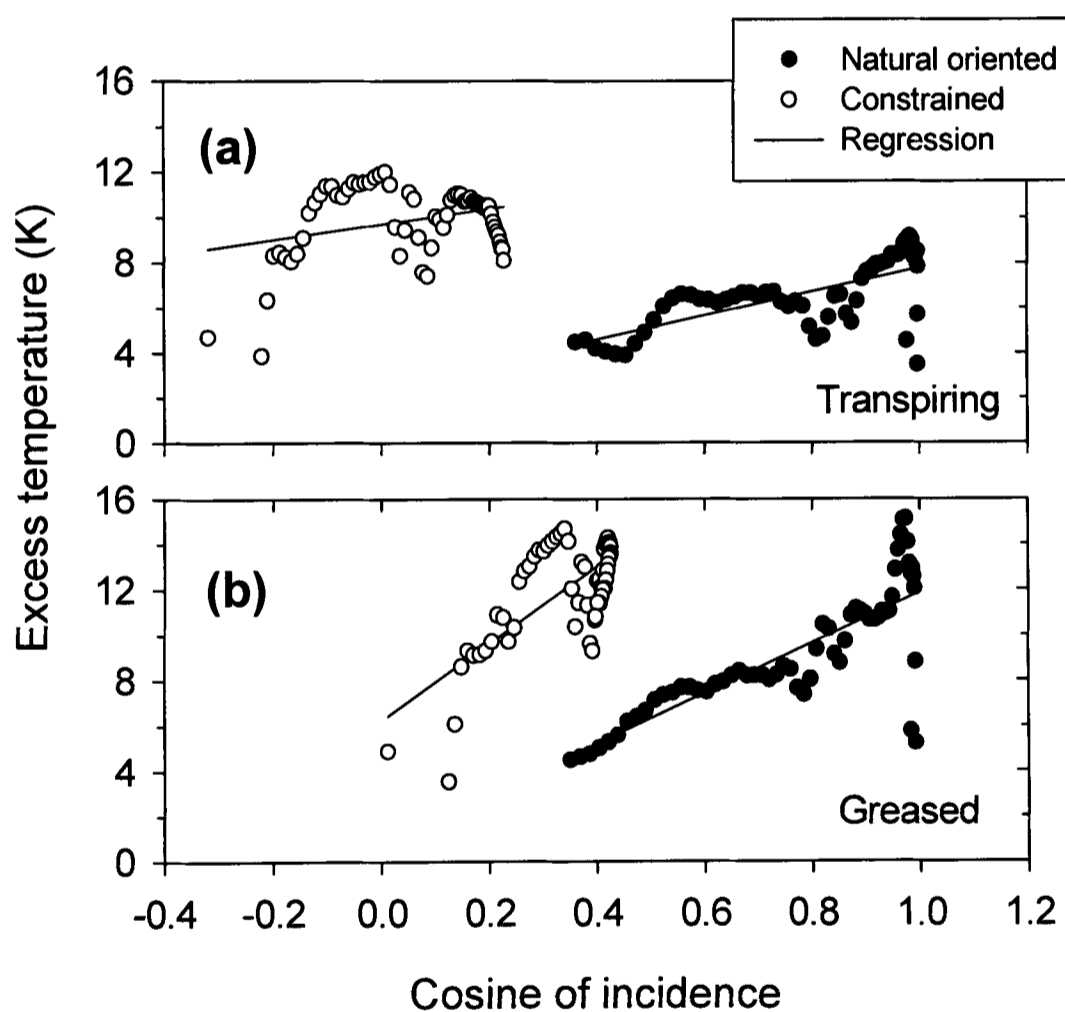 Natural oriented
Constrained
Regression
16
(a)
12
8
4
0
Transpiring
Excess temperature (K)
16
12
(b)
8
4
0
Greased
-0.4
-0.2
0.0
0.2
0.4
0.6
0.8
1.0
1.2
Cosine of incidence